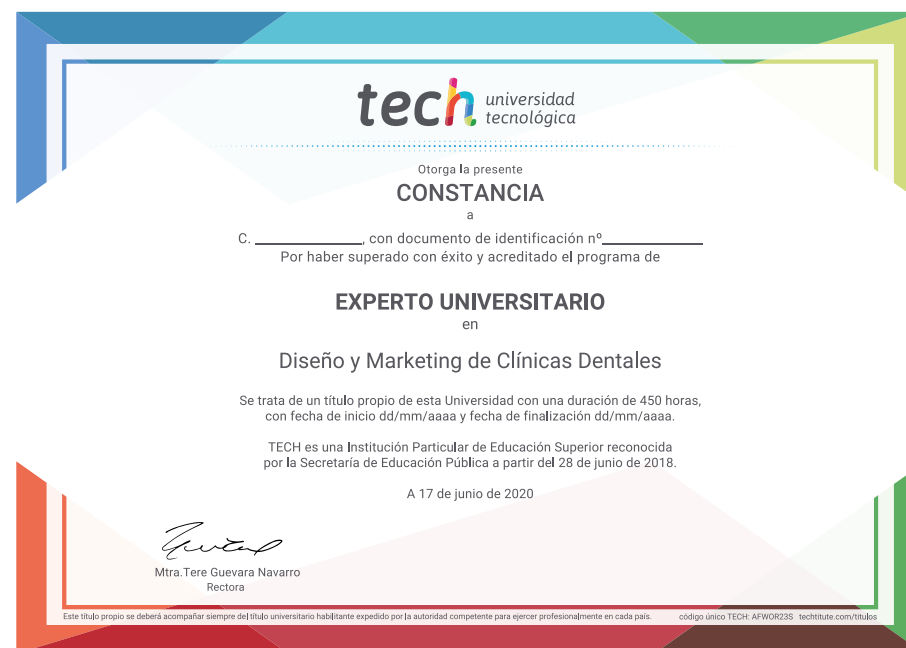 tech universidad
tecnológica
Otorga la presente
CONSTANCIA
a
C. ____________, con documento de identificación nº____________
Por haber superado con éxito y acreditado el programa de
EXPERTO UNIVERSITARIO
en
Diseño y Marketing de Clínicas Dentales
Se trata de un título propio de esta Universidad con una duración de 450 horas,
con fecha de inicio dd/mm/aaaa y fecha de finalización dd/mm/aaaa.
TECH es una Institución Particular de Educación Superior reconocida
por la Secretaría de Educación Pública a partir del 28 de junio de 2018.
A 17 de junio de 2020
Mtra.Tere Guevara Navarro
Rectora
Este título propio se deberá acompañar siempre del título universitario habilitante expedido por la autoridad competente para ejercer profesionalmente en cada país. código único TECH: AFWOR23S techtitute.com/titulos